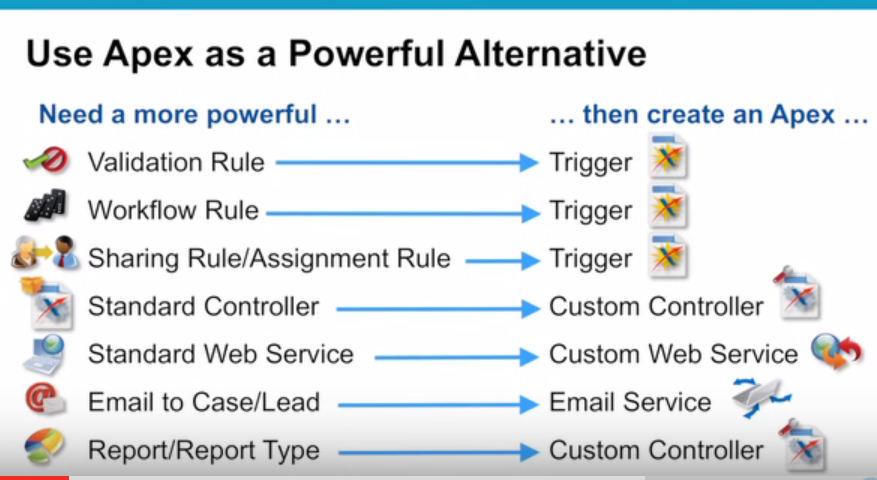 Use Apex as a Powerful Alternative
Need a more powerful ... ... then create an Apex ...
Validation Rule Trigger
Workflow Rule Trigger
Sharing Rule/Assignment Rule Trigger
Standard Controller Custom Controller
Standard Web Service Custom Web Service
Email to Case/Lead Email Service
Report/Report Type Custom Controller